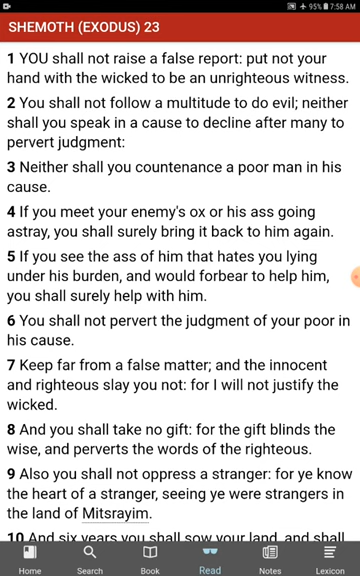 95% 7:58 AM
SHEMOTH (EXODUS) 23
1 YOU shall not raise a false report: put not your
hand with the wicked to be an unrighteous witness.
2 You shall not follow a multitude to do evil; neither
shall you speak in a cause to decline after many to
pervert judgment:
3 Neither shall you countenance a poor man in his
cause.
4 If you meet your enemy's ox or his ass going
astray, you shall surely bring it back to him again.
5 If you see the ass of him that hates you lying
under his burden, and would forbear to help him,
you shall surely help with him.
6 You shall not pervert the judgment of your poor in
his cause.
7 Keep far from a false matter; and the innocent
and righteous slay you not: for I will not justify the
wicked.
8 And you shall take no gift: for the gift blinds the
wise, and perverts the words of the righteous.
9 Also you shall not oppress a stranger: for ye know
the heart of a stranger, seeing ye were strangers in
the land of Mitsrayim.
10 And six years you shall sow your land, and shall
Home Search Book Read Notes Lexicon